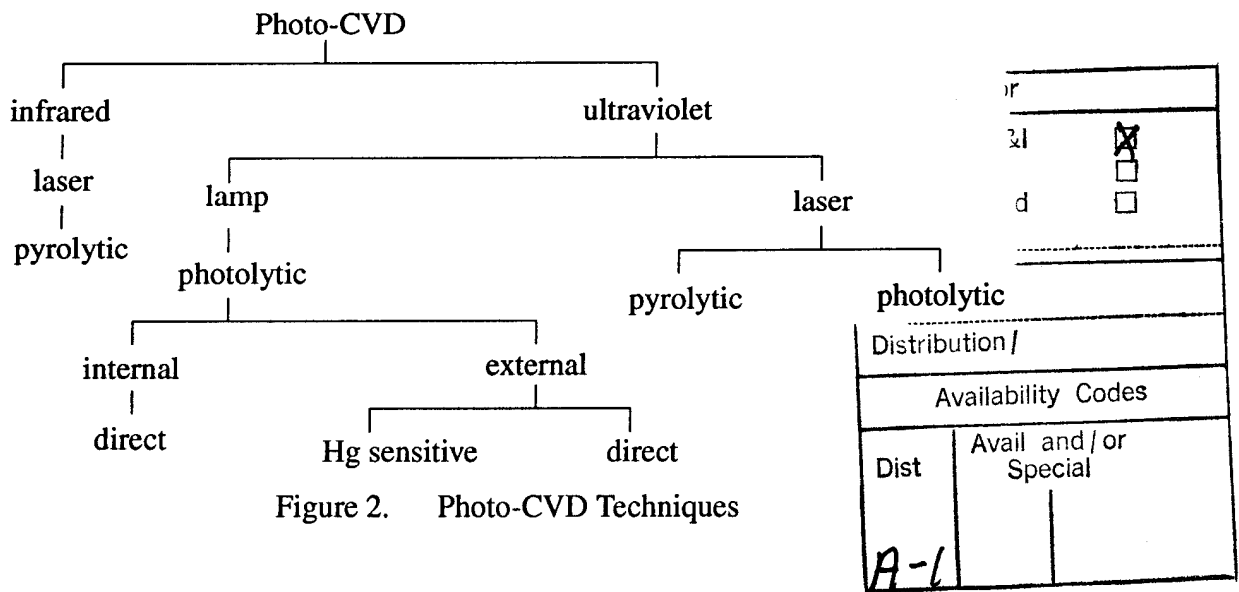 Photo-CVD
infrared ultraviolet
laser lamp laser
pyrolytic photolytic pyrolytic photolytic
internal external
direct Hg sensitive direct
Figure 2. Photo-CVD Techniques
&I
d
Distribution/
Availability Codes
Dist Avail and/or
Special
A-1